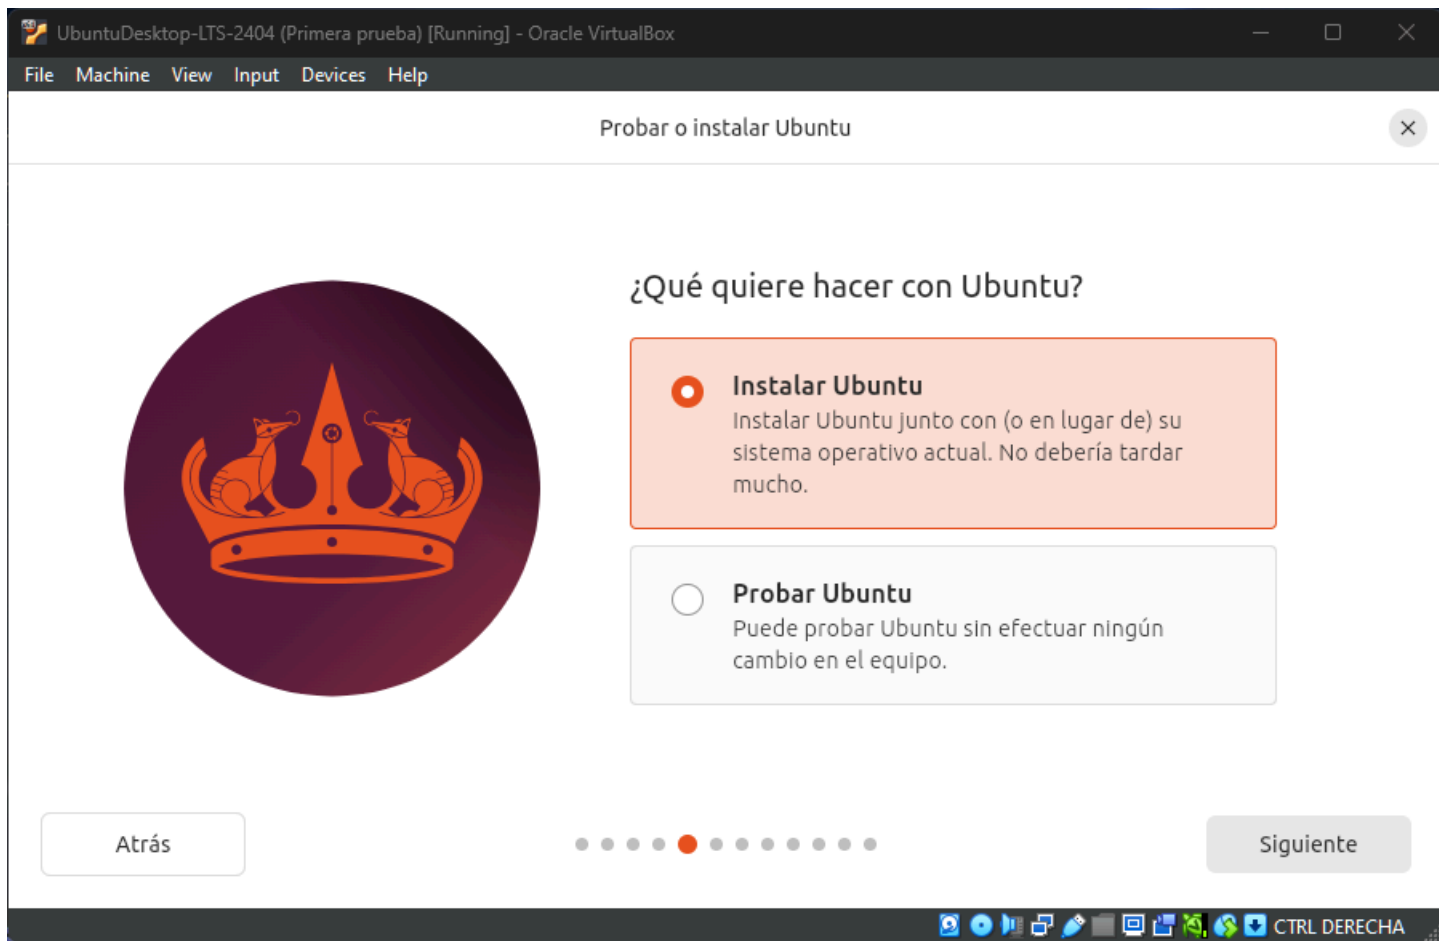 UbuntuDesktop-LTS-2404 (Primera prueba) [Running] - Oracle VirtualBox
File Machine View Input Devices Help
Probar o instalar Ubuntu
¿Qué quiere hacer con Ubuntu?
Instalar Ubuntu
Instalar Ubuntu junto con (o en lugar de) su
sistema operativo actual. No debería tardar
mucho.
Probar Ubuntu
Puede probar Ubuntu sin efectuar ningún
cambio en el equipo.
Atrás
Siguiente
CTRL DERECHA